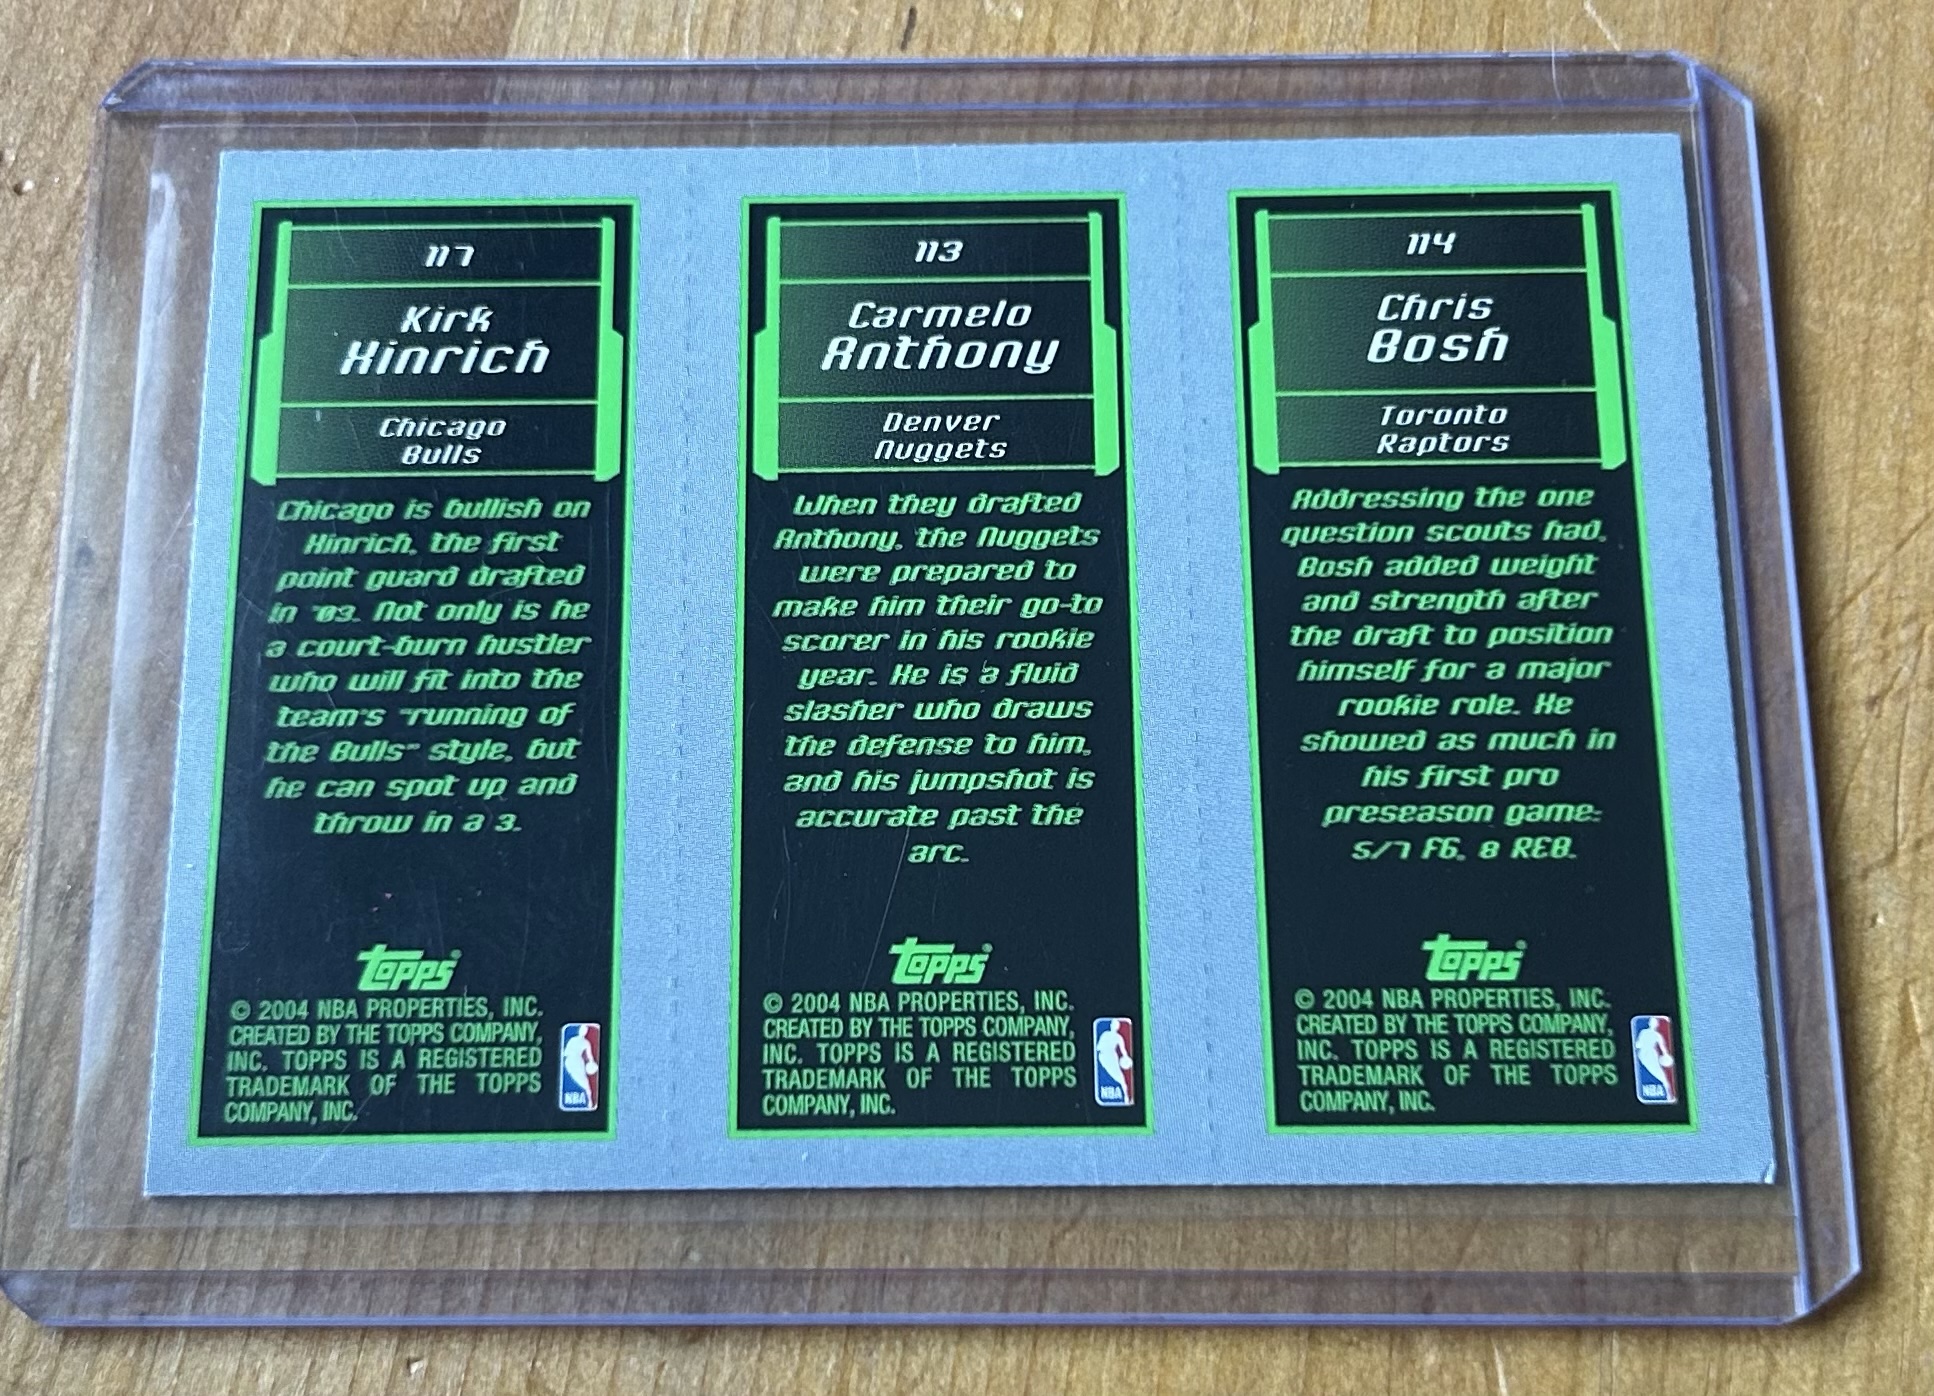 117
Kirk
Hinrich
Chicago
Bulls
Chicago is bullish on
Hinrich, the first
point guard drafted
in '03. Not only is he
a court-burn hustler
who will fit into the
team's "running of
the Bulls" style, but
he can spot up and
throw in a 3.
topps®
© 2004 NBA PROPERTIES, INC.
CREATED BY THE TOPPS COMPANY,
INC. TOPPS IS A REGISTERED
TRADEMARK OF THE TOPPS
COMPANY, INC.
NBA
113
Carmelo
Anthony
Denver
Nuggets
When they drafted
Anthony, the Nuggets
were prepared to
make him their go-to
scorer in his rookie
year. He is a fluid
slasher who draws
the defense to him,
and his jumpshot is
accurate past the
arc.
topps®
© 2004 NBA PROPERTIES, INC.
CREATED BY THE TOPPS COMPANY,
INC. TOPPS IS A REGISTERED
TRADEMARK OF THE TOPPS
COMPANY, INC.
NBA
114
Chris
Bosh
Toronto
Raptors
Addressing the one
question scouts had,
Bosh added weight
and strength after
the draft to position
himself for a major
rookie role. He
showed as much in
his first pro
preseason game:
5/7 FG, 8 REB.
topps®
© 2004 NBA PROPERTIES, INC.
CREATED BY THE TOPPS COMPANY,
INC. TOPPS IS A REGISTERED
TRADEMARK OF THE TOPPS
COMPANY, INC.
NBA